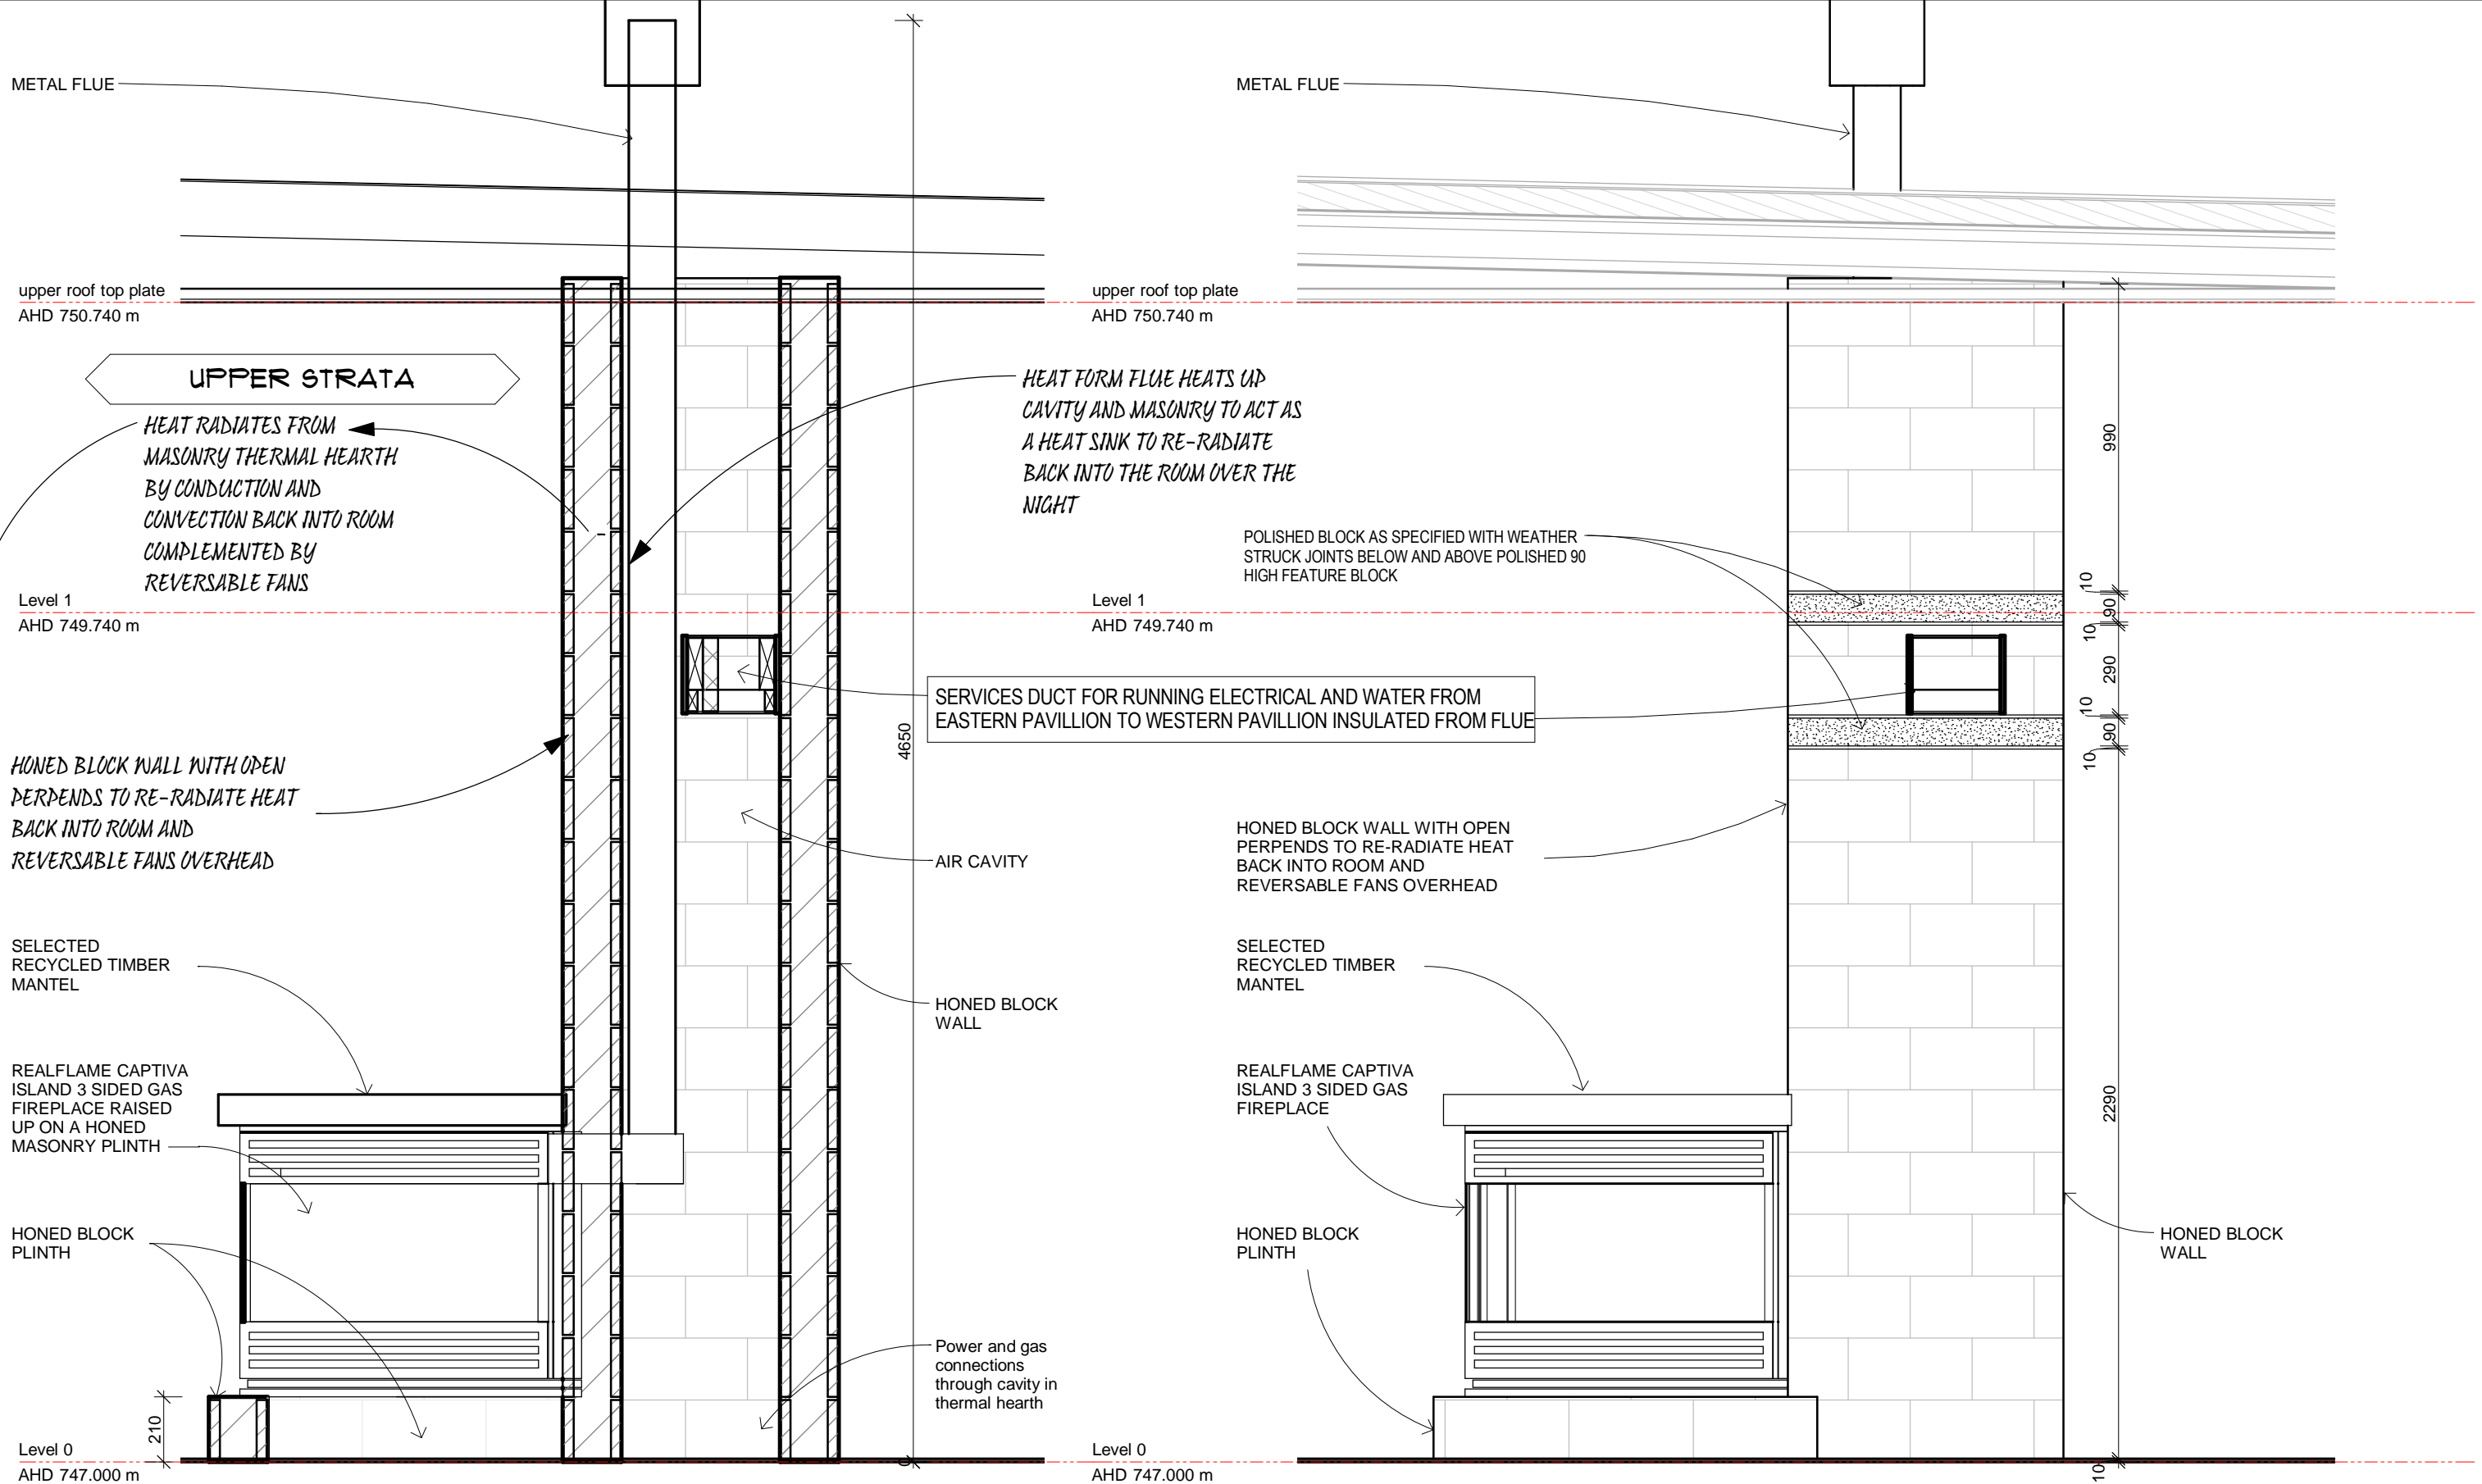 METAL FLUE
upper roof top plate
AHD 750.740 m
UPPER STRATA
HEAT RADIATES FROM
MASONRY THERMAL HEARTH
BY CONDUCTION AND
CONVECTION BACK INTO ROOM
COMPLEMENTED BY
REVERSABLE FANS
Level 1
AHD 749.740 m
HONED BLOCK WALL WITH OPEN
PERPENDS TO RE-RADIATE HEAT
BACK INTO ROOM AND
REVERSABLE FANS OVERHEAD
SELECTED
RECYCLED TIMBER
MANTEL
REALFLAME CAPTIVA
ISLAND 3 SIDED GAS
FIREPLACE RAISED
UP ON A HONED
MASONRY PLINTH
HONED BLOCK
PLINTH
210
Level 0
AHD 747.000 m
4650
HEAT FORM FLUE HEATS UP
CAVITY AND MASONRY TO ACT AS
A HEAT SINK TO RE-RADIATE
BACK INTO THE ROOM OVER THE
NIGHT
SERVICES DUCT FOR RUNNING ELECTRICAL AND WATER FROM
EASTERN PAVILLION TO WESTERN PAVILLION INSULATED FROM FLUE
AIR CAVITY
HONED BLOCK
WALL
Power and gas
connections
through cavity in
thermal hearth
METAL FLUE
upper roof top plate
AHD 750.740 m
POLISHED BLOCK AS SPECIFIED WITH WEATHER
STRUCK JOINTS BELOW AND ABOVE POLISHED 90
HIGH FEATURE BLOCK
Level 1
AHD 749.740 m
HONED BLOCK WALL WITH OPEN
PERPENDS TO RE-RADIATE HEAT
BACK INTO ROOM AND
REVERSABLE FANS OVERHEAD
SELECTED
RECYCLED TIMBER
MANTEL
REALFLAME CAPTIVA
ISLAND 3 SIDED GAS
FIREPLACE
HONED BLOCK
PLINTH
Level 0
AHD 747.000 m
990
10
90
10
290
10
90
10
2290
10
HONED BLOCK
WALL